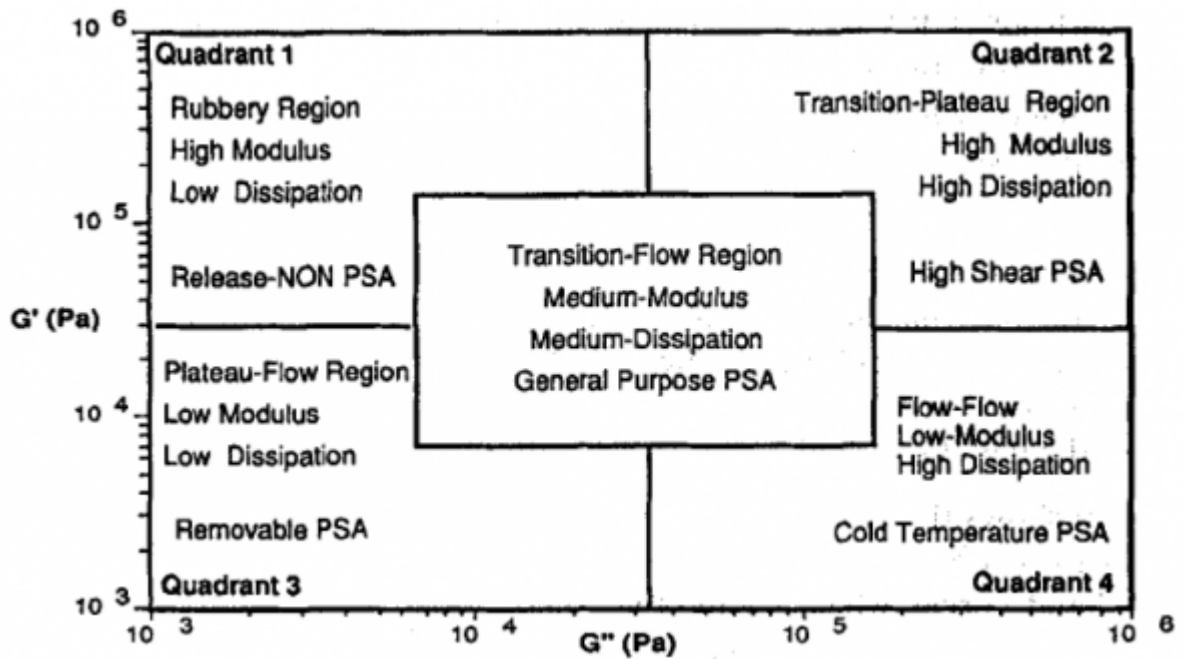 10 6
Quadrant 1
Rubbery Region
High Modulus
Low Dissipation
Release-NON PSA
Quadrant 2
Transition-Plateau Region
High Modulus
High Dissipation
High Shear PSA
10 5
Transition-Flow Region
Medium-Modulus
Medium-Dissipation
General Purpose PSA
G' (Pa)
Plateau-Flow Region
Low Modulus
Low Dissipation
Removable PSA
Quadrant 3
10 4
Flow-Flow
Low-Modulus
High Dissipation
Cold Temperature PSA
Quadrant 4
10 3
10 3
10 4
G" (Pa)
10 5
10 6